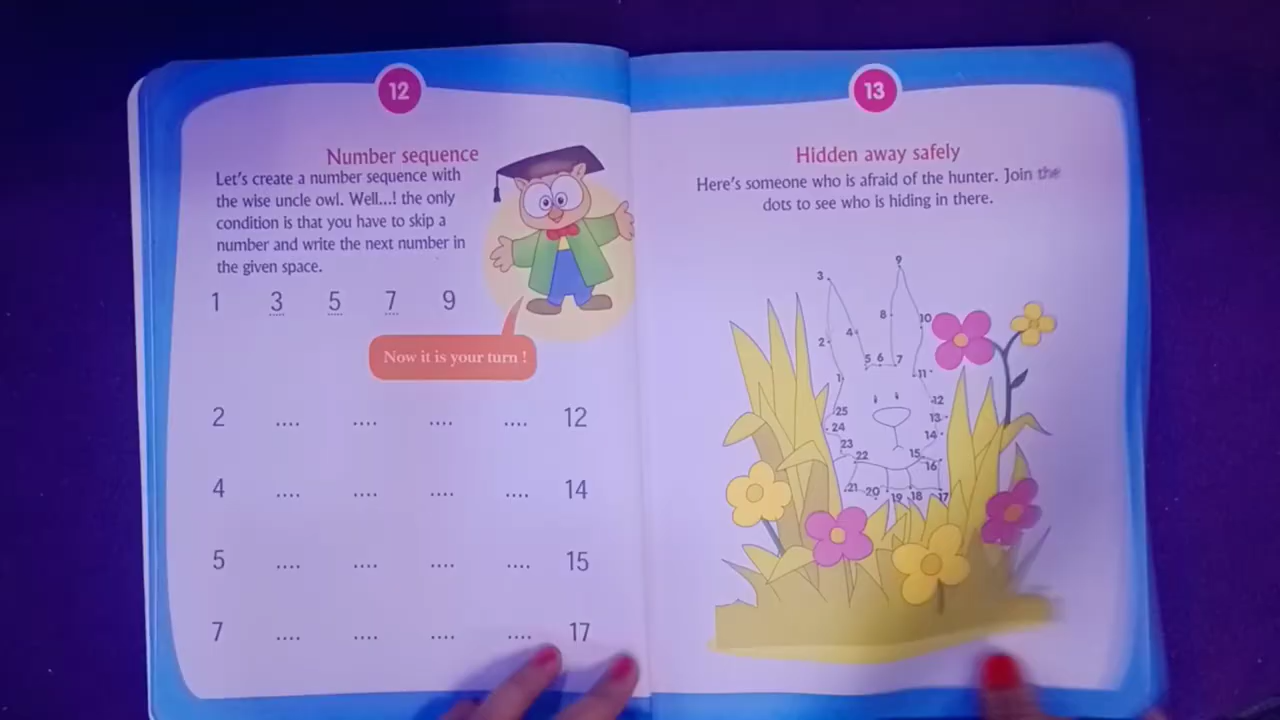 12
Number sequence
Let's create a number sequence with
the wise uncle owl. Well...! the only
condition is that you have to skip a
number and write the next number in
the given space.
1 3 5 7 9
Now it is your turn !
2 .... .... .... .... 12
4 .... .... .... .... 14
5 .... .... .... .... 15
7 .... .... .... .... 17
13
Hidden away safely
Here's someone who is afraid of the hunter. Join the
dots to see who is hiding in there.
9
3
8 10
4
2
5 6 7
11
1
12
25
13
24
14
23
22 15
16
21 20 19 18 17